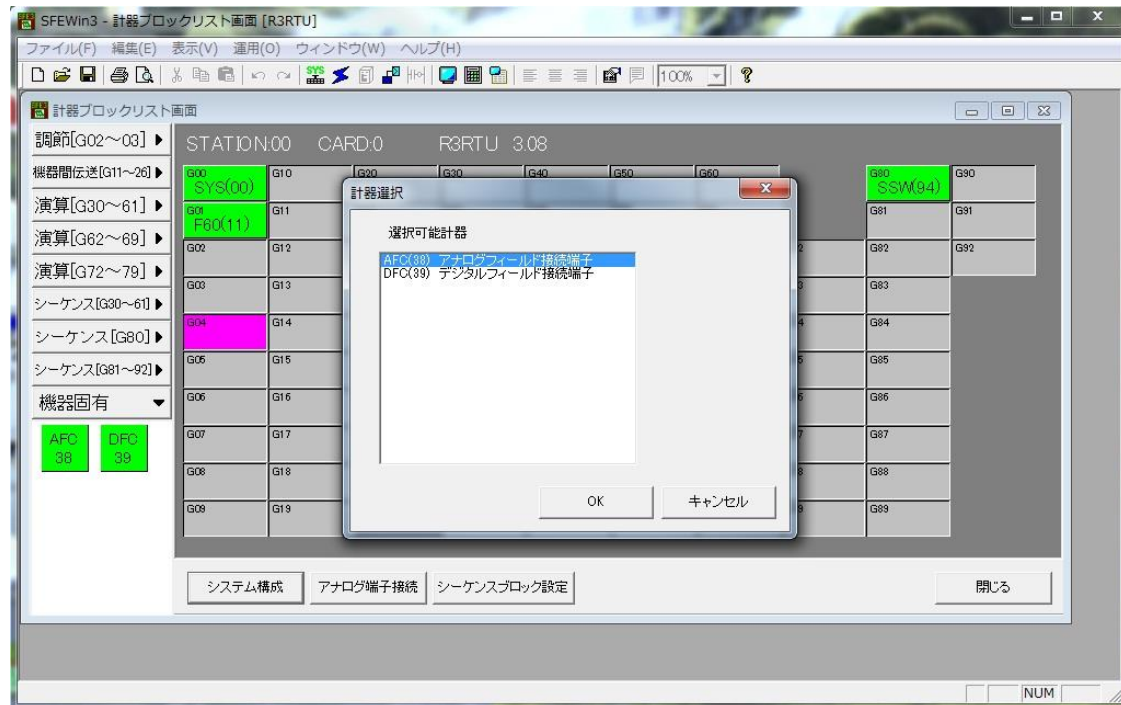 SFEWin3 - 計器ブロックリスト画面 [R3RTU]
ファイル(F) 編集(E) 表示(V) 運用(O) ウィンドウ(W) ヘルプ(H)
SYS 100%
計器ブロックリスト画面
調節[G02～03]
機器間伝送[G11～26]
演算[G30～61]
演算[G62～69]
演算[G72～79]
シーケンス[G30～61]
シーケンス[G80]
シーケンス[G81～92]
機器固有
AFC 38
DFC 39
STATION:00 CARD:0 R3RTU 3.08
G00 SYS(00) G10 G20 G30 G40 G50 G60 G80 SSW(94) G90
G01 F60(11) G11 G81 G91
G02 G12 2 G82 G92
G03 G13 3 G83
G04 G14 4 G84
G05 G15 5 G85
G06 G16 6 G86
G07 G17 7 G87
G08 G18 8 G88
G09 G19 9 G89
計器選択
選択可能計器
AFC(38) アナログフィールド接続端子
DFC(39) デジタルフィールド接続端子
OK キャンセル
システム構成 アナログ端子接続 シーケンスブロック設定 閉じる
NUM